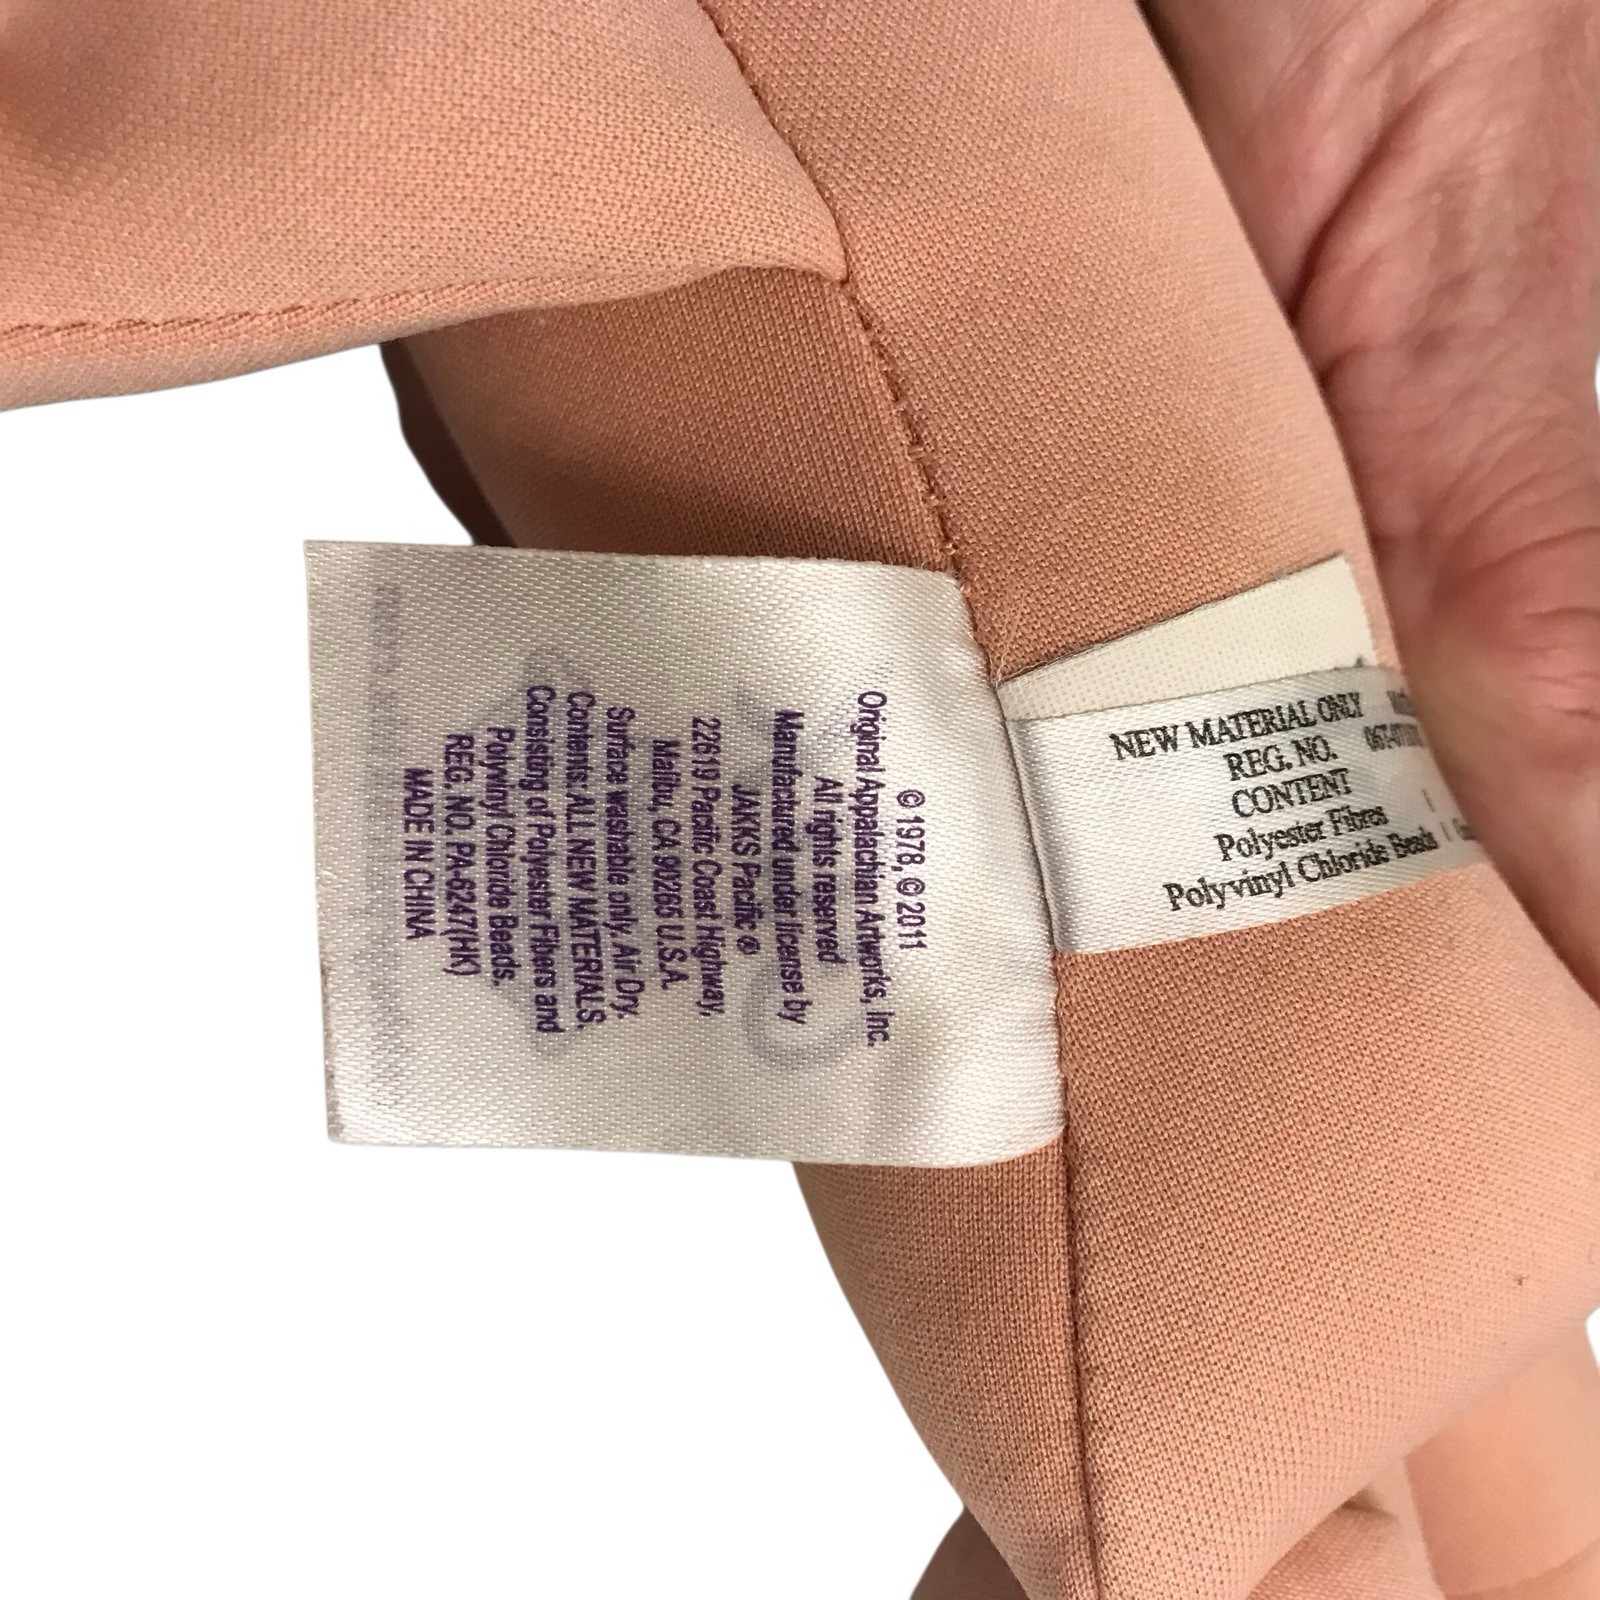 © 1978, © 2011
Original Appalachian Artworks, Inc.
All rights reserved
Manufactured under license by
JAKKS Pacific ®
22619 Pacific Coast Highway,
Malibu, CA 90265 U.S.A.
Surface washable only. Air Dry.
Contents: ALL NEW MATERIALS.
Consisting of Polyester Fibers and
Polyvinyl Chloride Beads.
REG. NO. PA-6247(HK)
MADE IN CHINA
NEW MATERIAL ONLY
REG. NO.
CONTENT
Polyester Fibres
Polyvinyl Chloride Beads